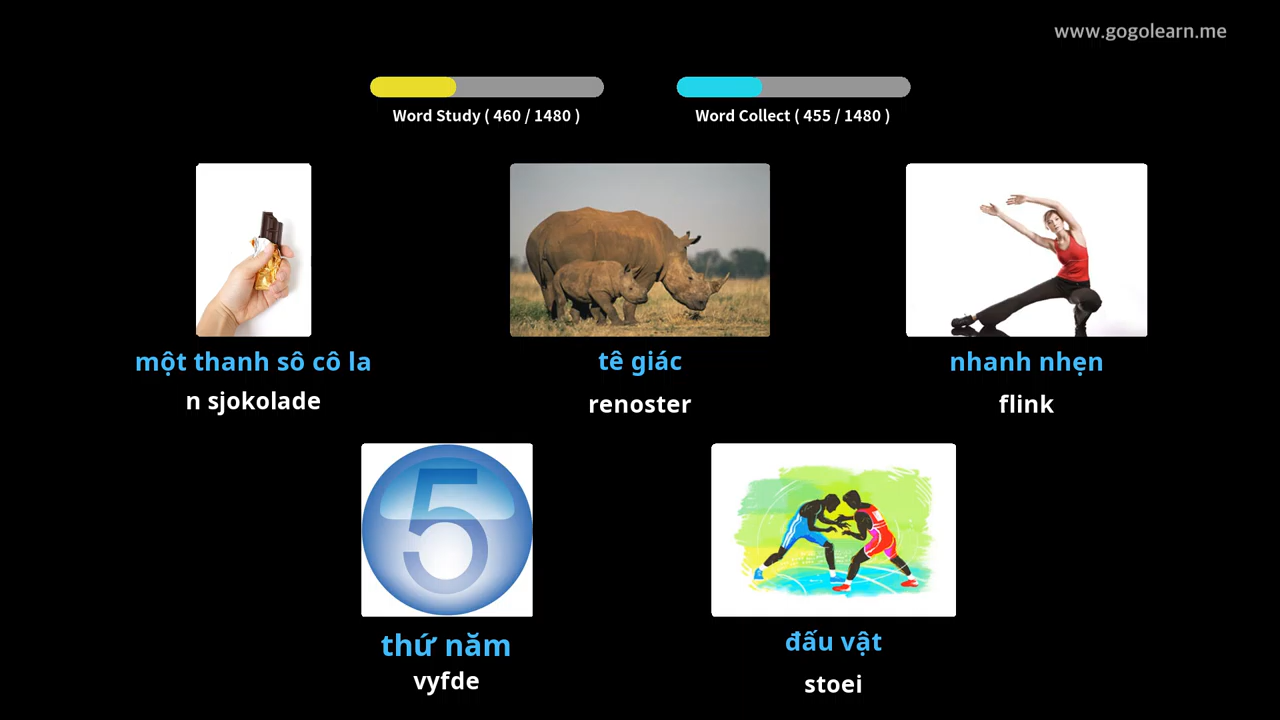 www.gogolearn.me
Word Study ( 460 / 1480 )
Word Collect ( 455 / 1480 )
một thanh sô cô la
n sjokolade
tê giác
renoster
nhanh nhẹn
flink
5
thứ năm
vyfde
đấu vật
stoei